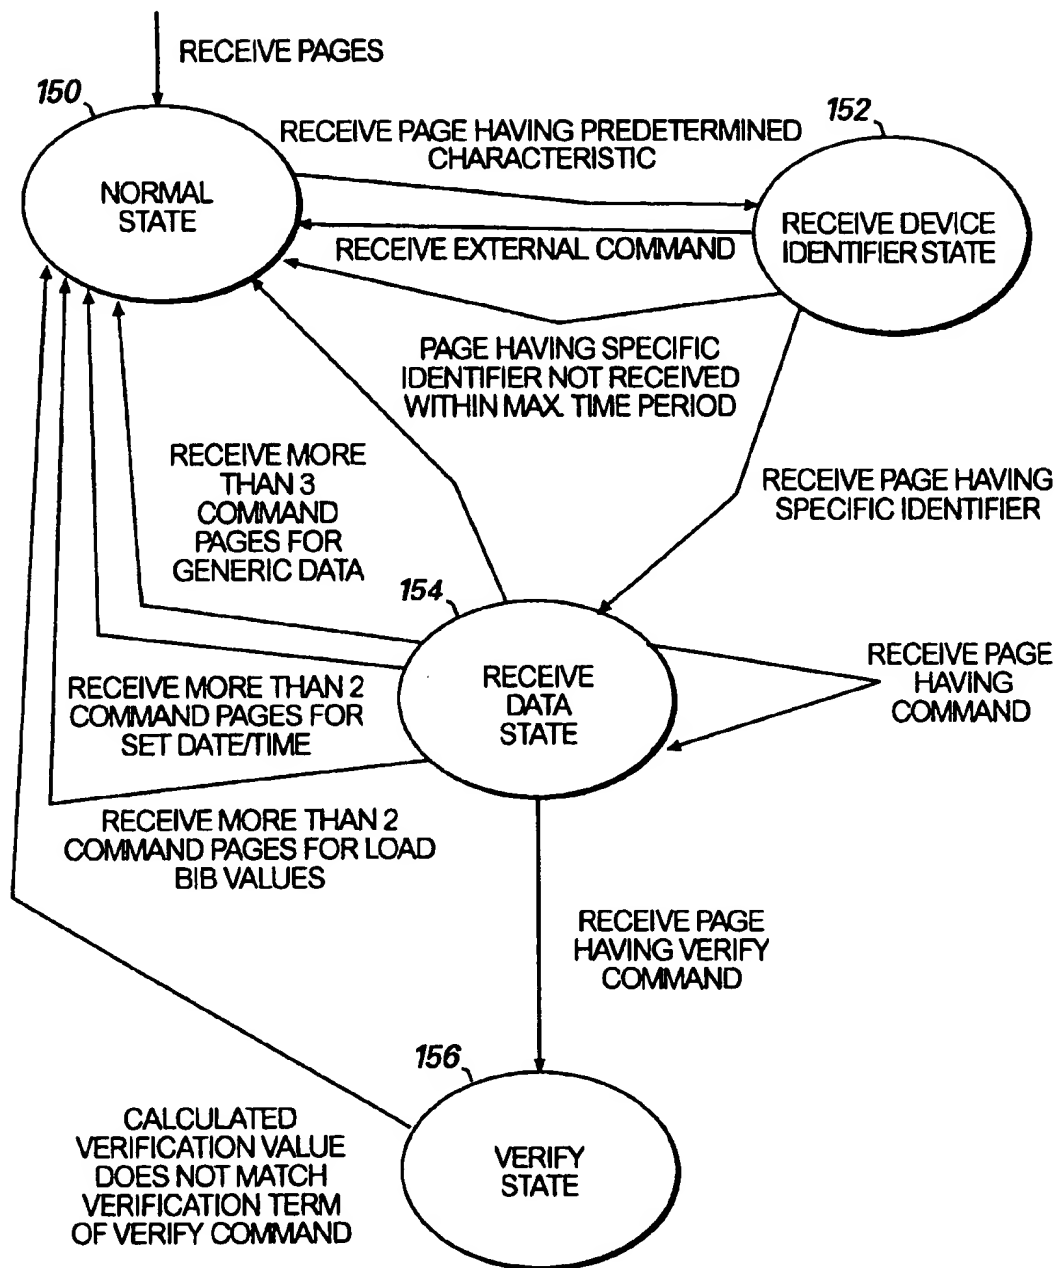 RECEIVE PAGES
150
NORMAL
STATE
RECEIVE PAGE HAVING PREDETERMINED
CHARACTERISTIC
152
RECEIVE DEVICE
IDENTIFIER STATE
RECEIVE EXTERNAL COMMAND
PAGE HAVING SPECIFIC
IDENTIFIER NOT RECEIVED
WITHIN MAX. TIME PERIOD
RECEIVE PAGE HAVING
SPECIFIC IDENTIFIER
RECEIVE MORE
THAN 3
COMMAND
PAGES FOR
GENERIC DATA
154
RECEIVE
DATA
STATE
RECEIVE PAGE
HAVING
COMMAND
RECEIVE MORE THAN 2
COMMAND PAGES FOR
SET DATE/TIME
RECEIVE MORE THAN 2
COMMAND PAGES FOR LOAD
BIB VALUES
RECEIVE PAGE
HAVING VERIFY
COMMAND
156
VERIFY
STATE
CALCULATED
VERIFICATION VALUE
DOES NOT MATCH
VERIFICATION TERM
OF VERIFY COMMAND